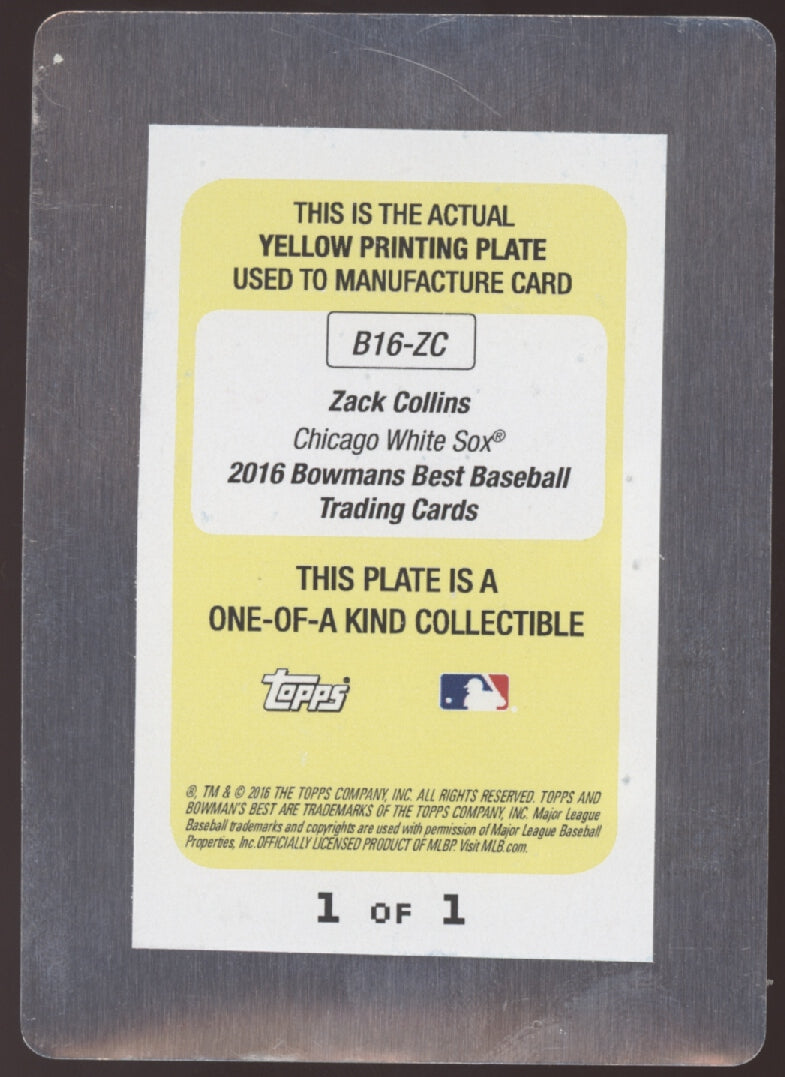 THIS IS THE ACTUAL
YELLOW PRINTING PLATE
USED TO MANUFACTURE CARD
B16-ZC
Zack Collins
Chicago White Sox®
2016 Bowmans Best Baseball
Trading Cards
THIS PLATE IS A
ONE-OF-A KIND COLLECTIBLE
topps
®, TM & © 2016 THE TOPPS COMPANY, INC. ALL RIGHTS RESERVED. TOPPS AND
BOWMAN'S BEST ARE TRADEMARKS OF THE TOPPS COMPANY, INC. Major League
Baseball trademarks and copyrights are used with permission of Major League Baseball
Properties, Inc.OFFICIALLY LICENSED PRODUCT OF MLBP. Visit MLB.com.
1 OF 1